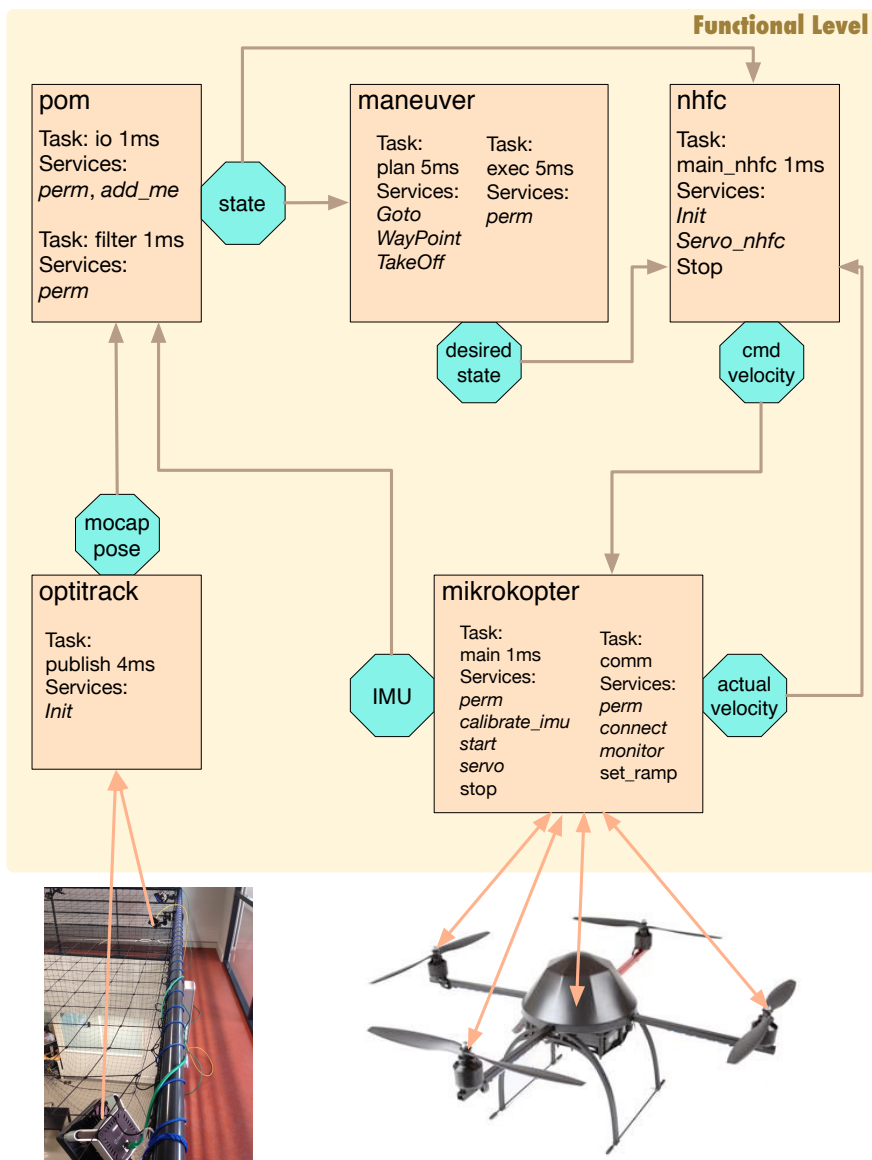 Functional Level
pom
Task: io 1ms
Services:
perm, add_me
Task: filter 1ms
Services:
perm
state
maneuver
Task:
plan 5ms
Services:
Goto
WayPoint
TakeOff
Task:
exec 5ms
Services:
perm
nhfc
Task:
main_nhfc 1ms
Services:
Init
Servo_nhfc
Stop
desired
state
cmd
velocity
mocap
pose
optitrack
Task:
publish 4ms
Services:
Init
IMU
mikrokopter
Task:
main 1ms
Services:
perm
calibrate_imu
start
servo
stop
Task:
comm
Services:
perm
connect
monitor
set_ramp
actual
velocity